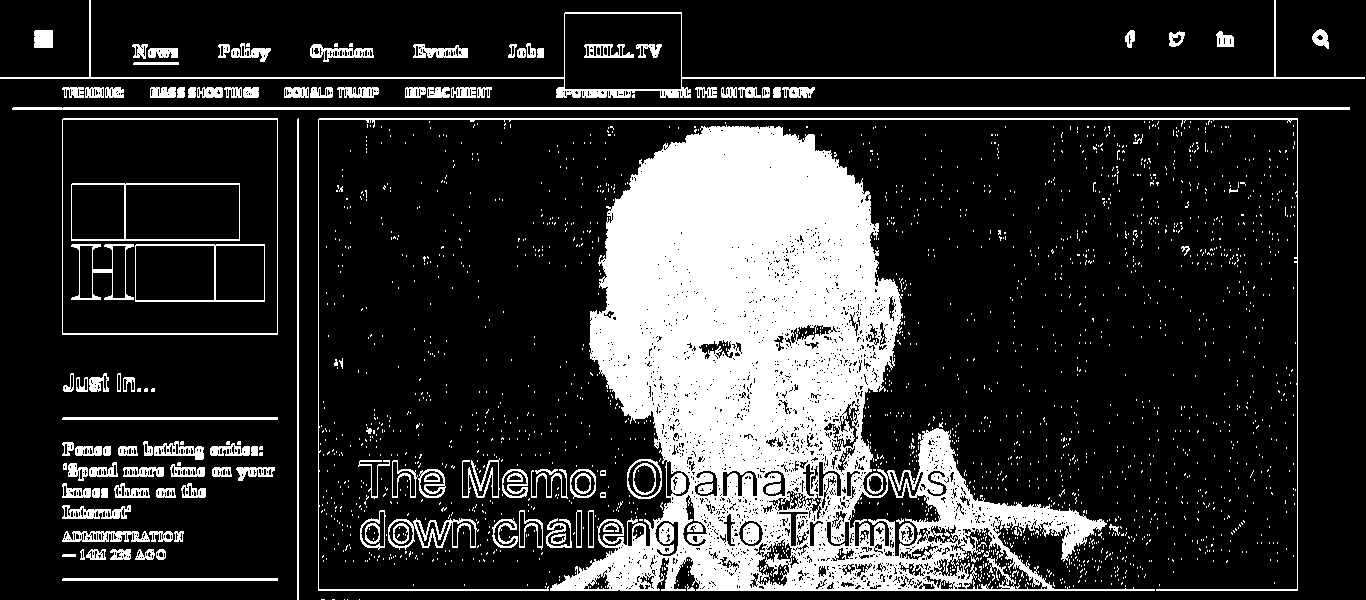 News Policy Opinion Events Jobs HILL.TV
TRENDING: MASS SHOOTINGS DONALD TRUMP IMPEACHMENT SPONSORED: THE UNTOLD STORY
H
Just In...
Pence on battling critics:
'Spend more time on your
knees than on the
Internet'
ADMINISTRATION
— 14M 22S AGO
The Memo: Obama throws
down challenge to Trump